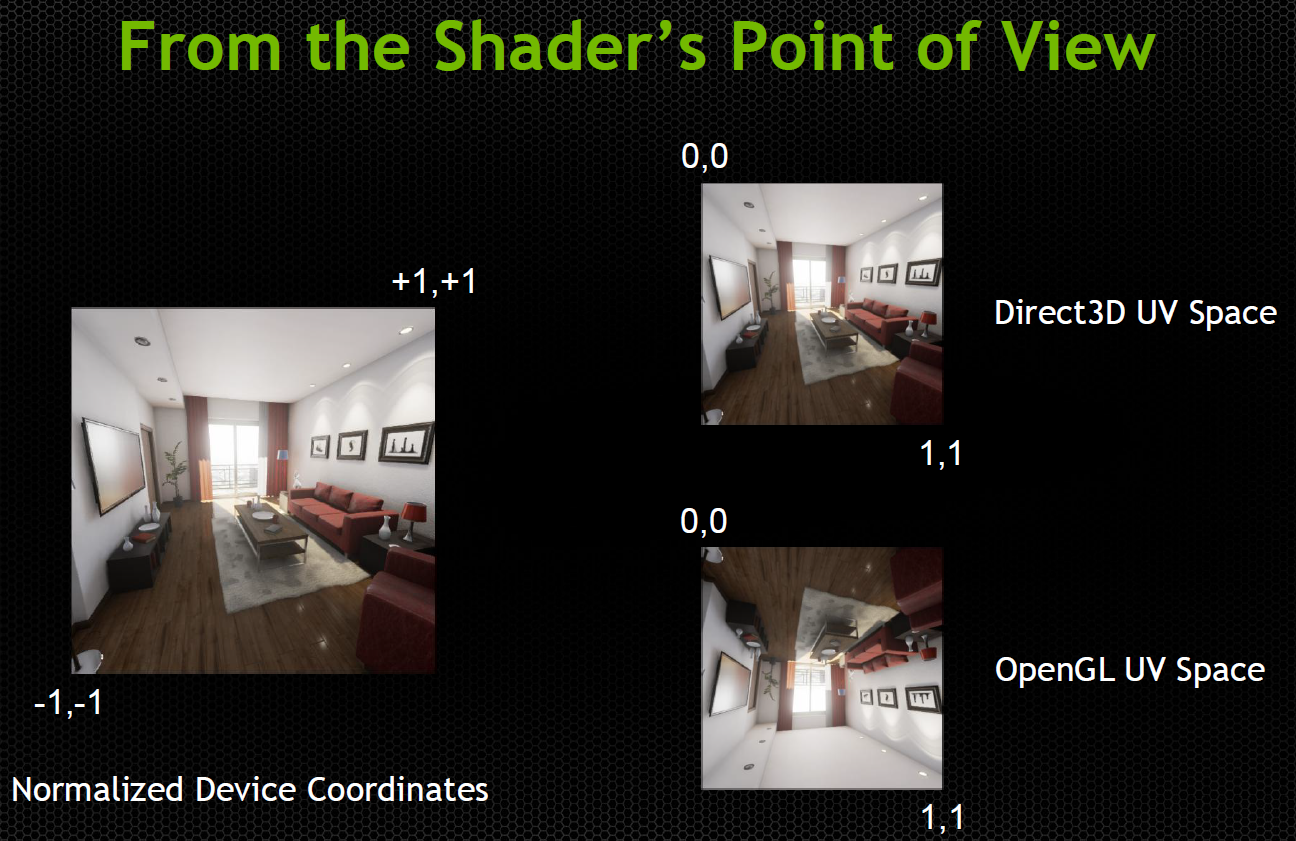 From the Shader’s Point of View
0,0
+1,+1
Direct3D UV Space
1,1
0,0
OpenGL UV Space
-1,-1
Normalized Device Coordinates
1,1